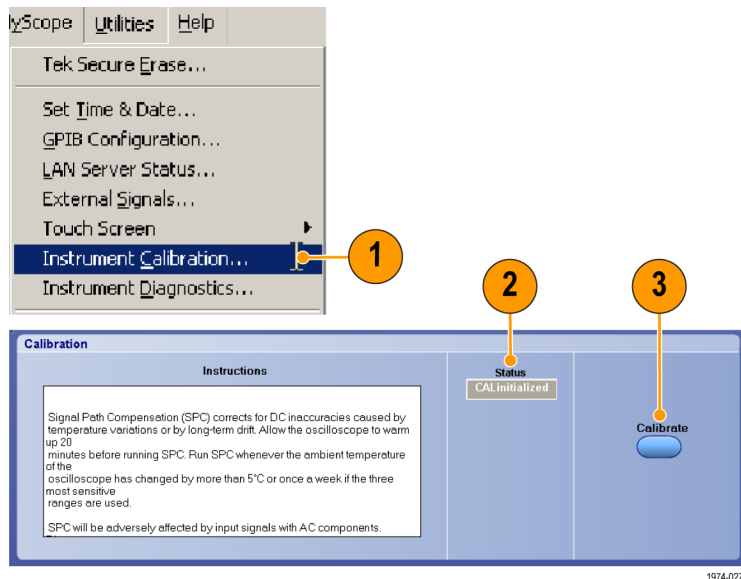 yScope Utilities Help
Tek Secure Erase...
Set Time & Date...
GPIB Configuration...
LAN Server Status...
External Signals...
Touch Screen
Instrument Calibration...
1
Instrument Diagnostics...
2
3
Calibration
Instructions
Status
CALinitialized
Calibrate
Signal Path Compensation (SPC) corrects for DC inaccuracies caused by
temperature variations or by long-term drift. Allow the oscilloscope to warm
up 20
minutes before running SPC. Run SPC whenever the ambient temperature
of the
oscilloscope has changed by more than 5°C or once a week if the three
most sensitive
ranges are used.
SPC will be adversely affected by input signals with AC components.
1974-027